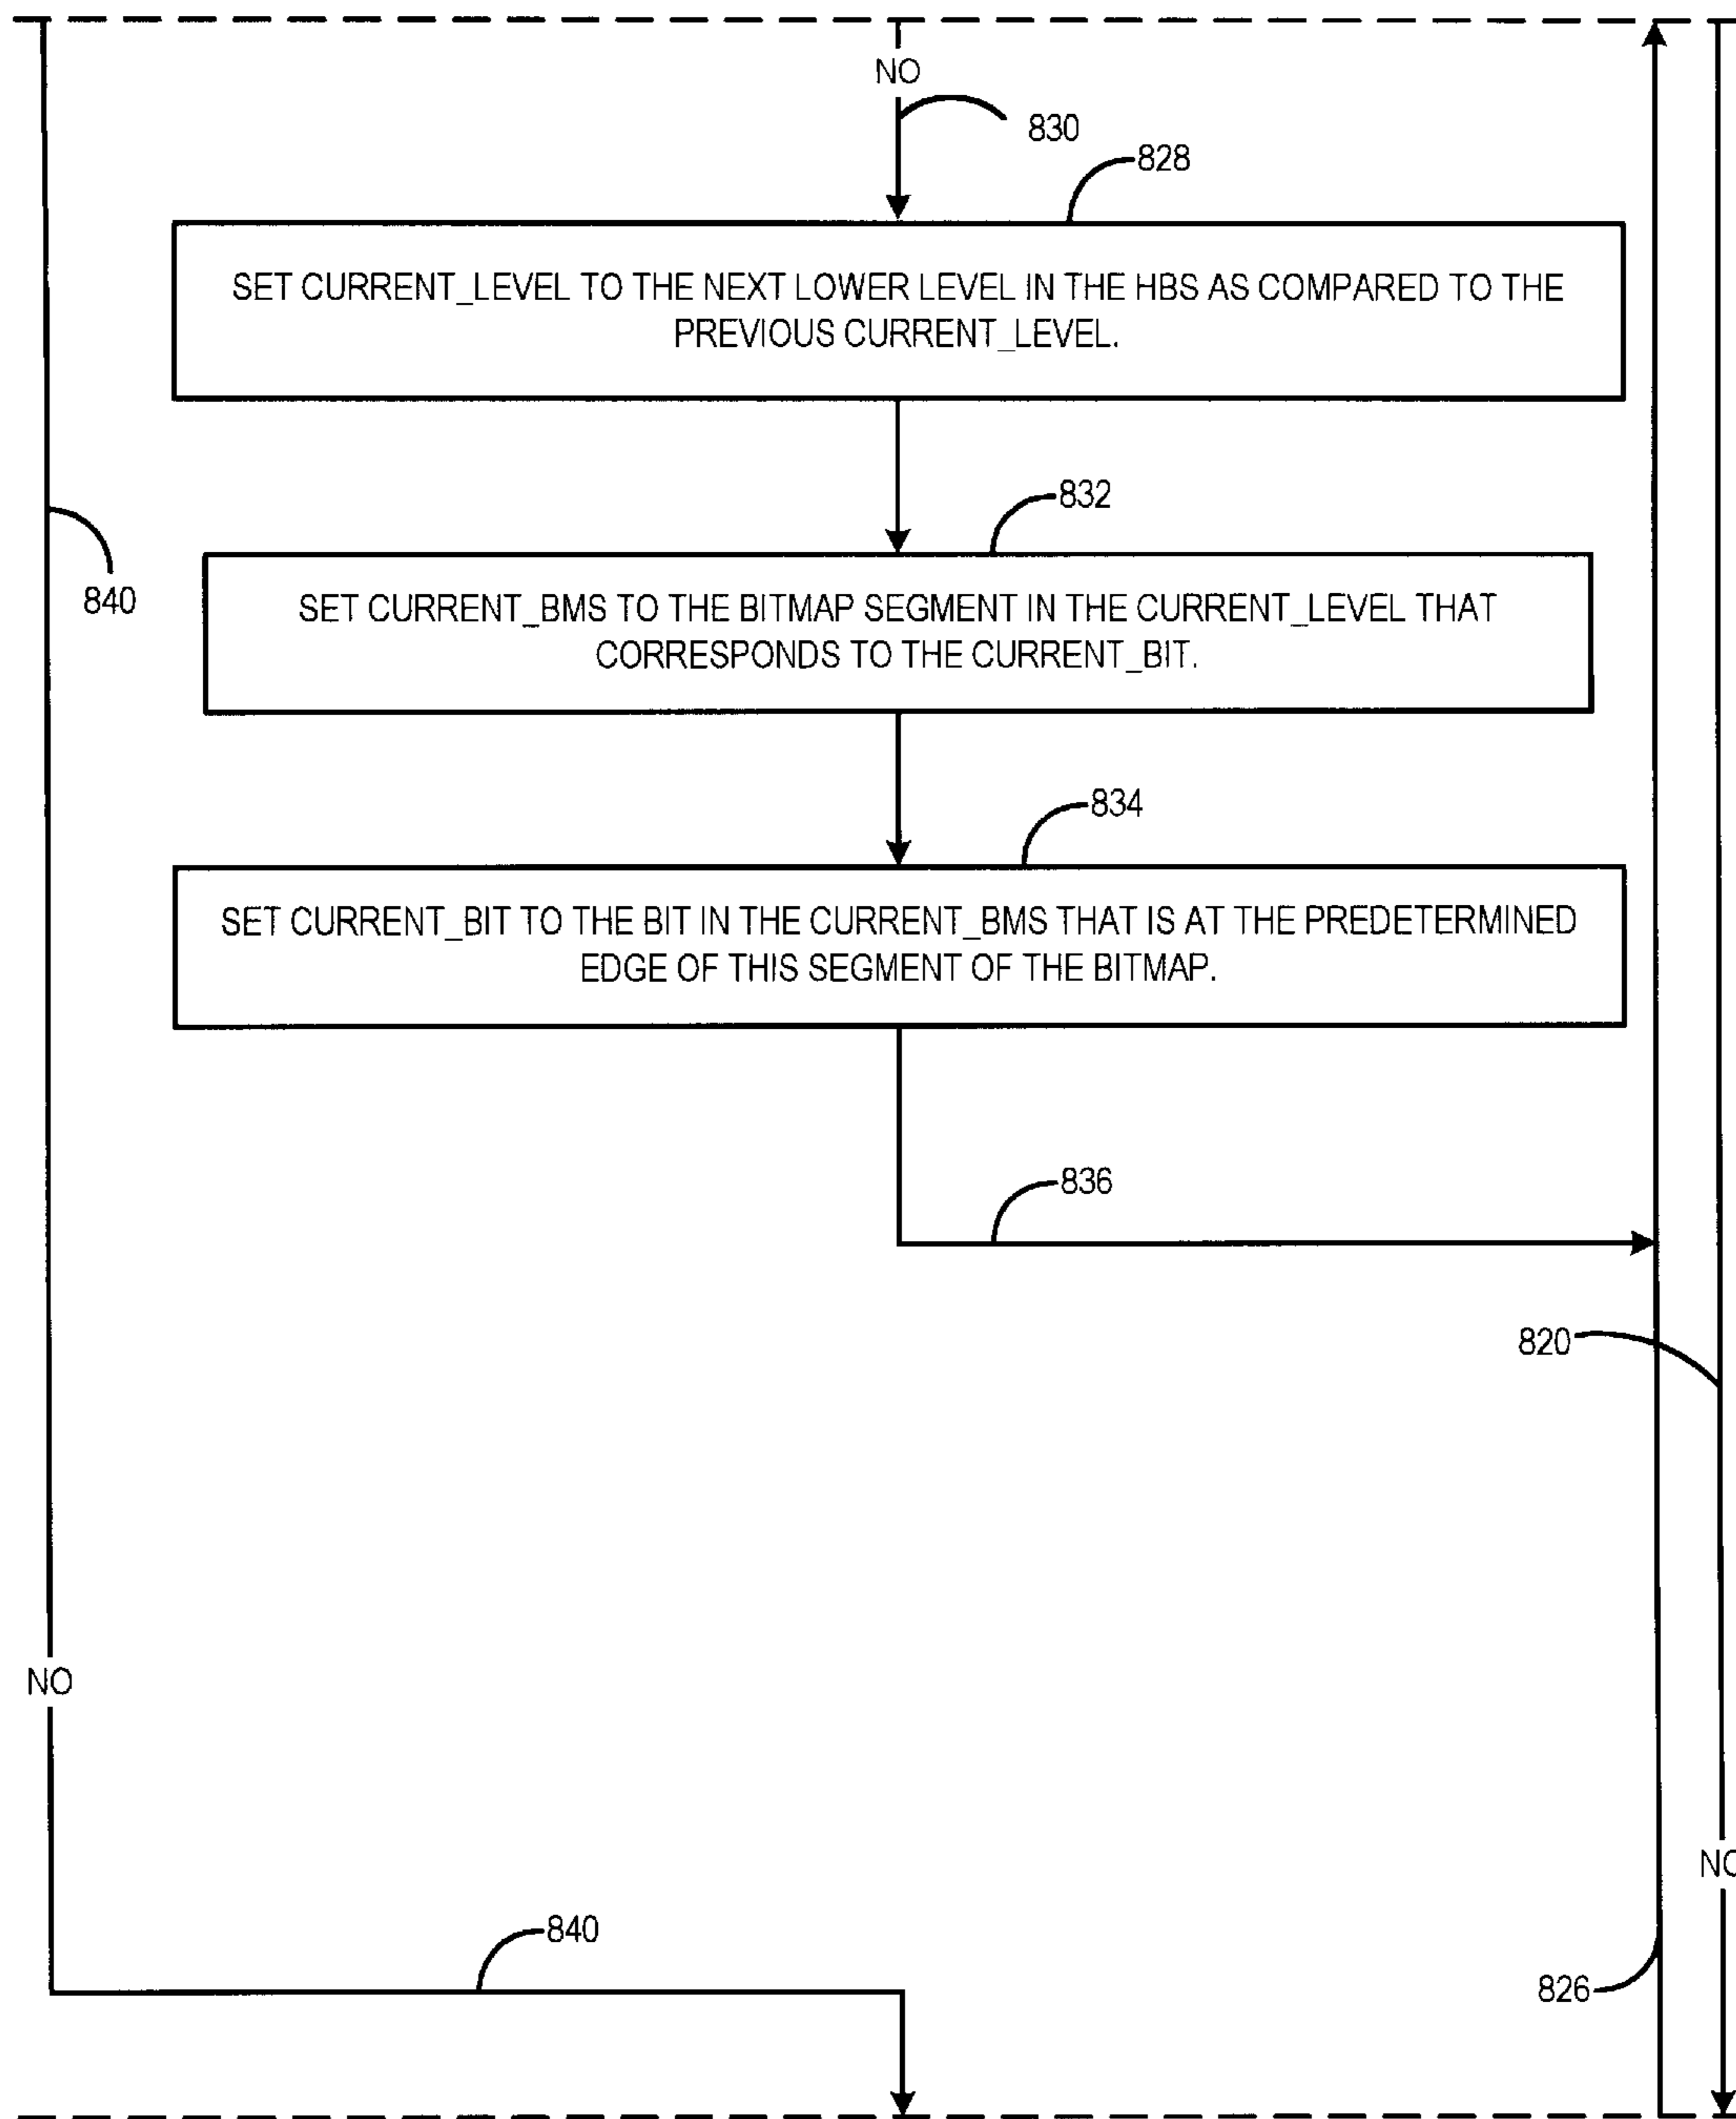 NO
830
828
SET CURRENT_LEVEL TO THE NEXT LOWER LEVEL IN THE HBS AS COMPARED TO THE
PREVIOUS CURRENT_LEVEL.
832
840
SET CURRENT_BMS TO THE BITMAP SEGMENT IN THE CURRENT_LEVEL THAT
CORRESPONDS TO THE CURRENT_BIT.
834
SET CURRENT_BIT TO THE BIT IN THE CURRENT_BMS THAT IS AT THE PREDETERMINED
EDGE OF THIS SEGMENT OF THE BITMAP.
836
820
NO
NO
840
826